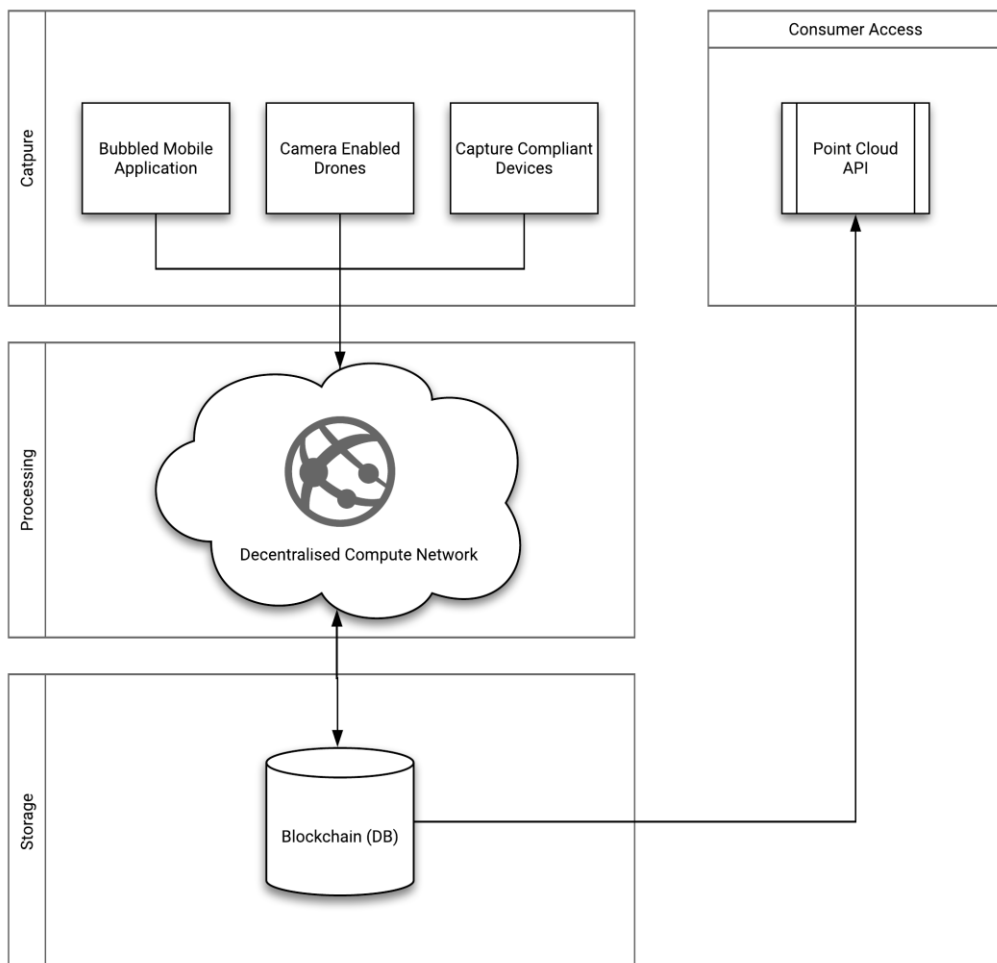 Catpure
Bubbled Mobile
Application
Camera Enabled
Drones
Capture Compliant
Devices
Consumer Access
Point Cloud
API
Processing
Decentralised Compute Network
Storage
Blockchain (DB)